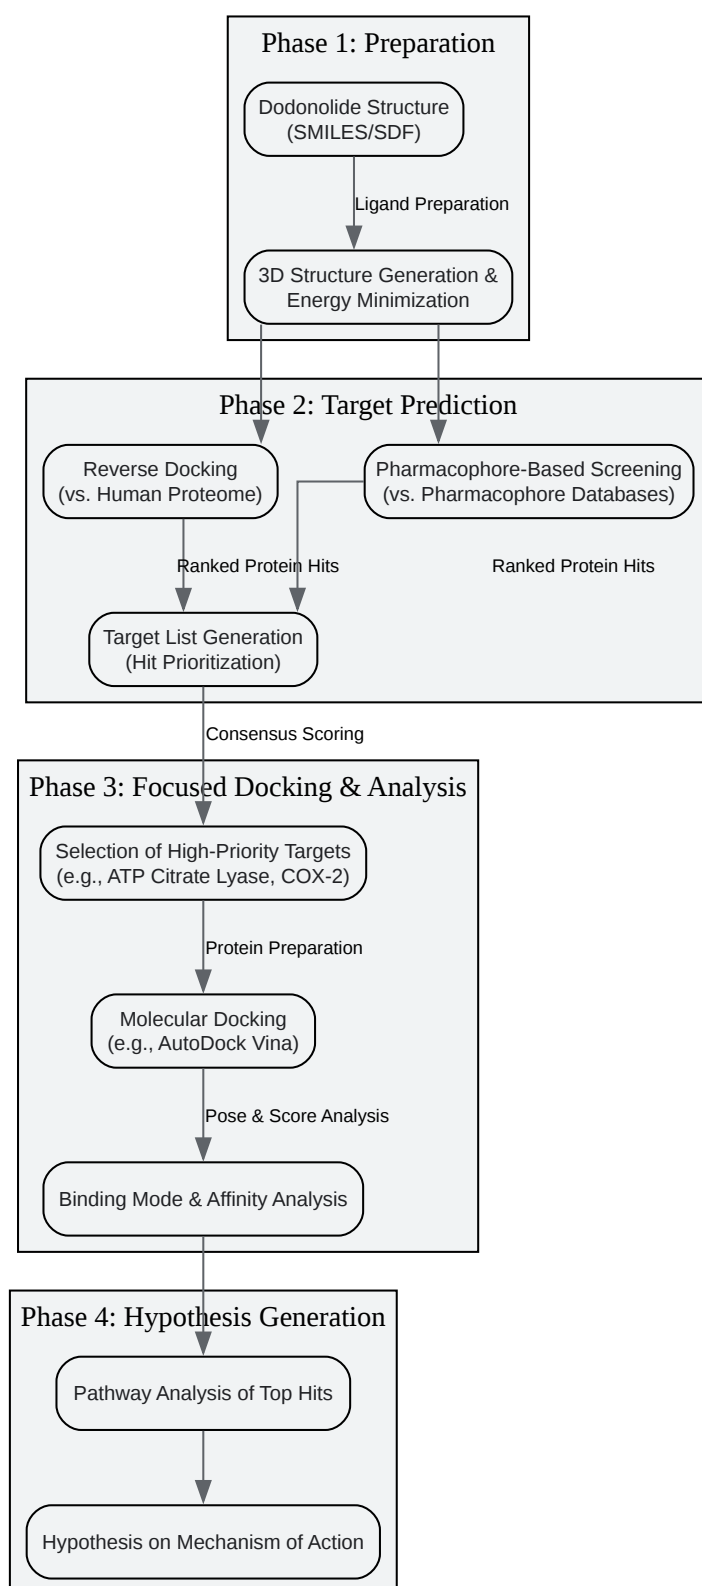 Phase 1: Preparation
Dodonolide Structure
(SMILES/SDF)
Ligand Preparation
3D Structure Generation &
Energy Minimization
Phase 2: Target Prediction
Reverse Docking
(vs. Human Proteome)
Pharmacophore-Based Screening
(vs. Pharmacophore Databases)
Ranked Protein Hits
Ranked Protein Hits
Target List Generation
(Hit Prioritization)
Consensus Scoring
Phase 3: Focused Docking & Analysis
Selection of High-Priority Targets
(e.g., ATP Citrate Lyase, COX-2)
Protein Preparation
Molecular Docking
(e.g., AutoDock Vina)
Pose & Score Analysis
Binding Mode & Affinity Analysis
Phase 4: Hypothesis Generation
Pathway Analysis of Top Hits
Hypothesis on Mechanism of Action